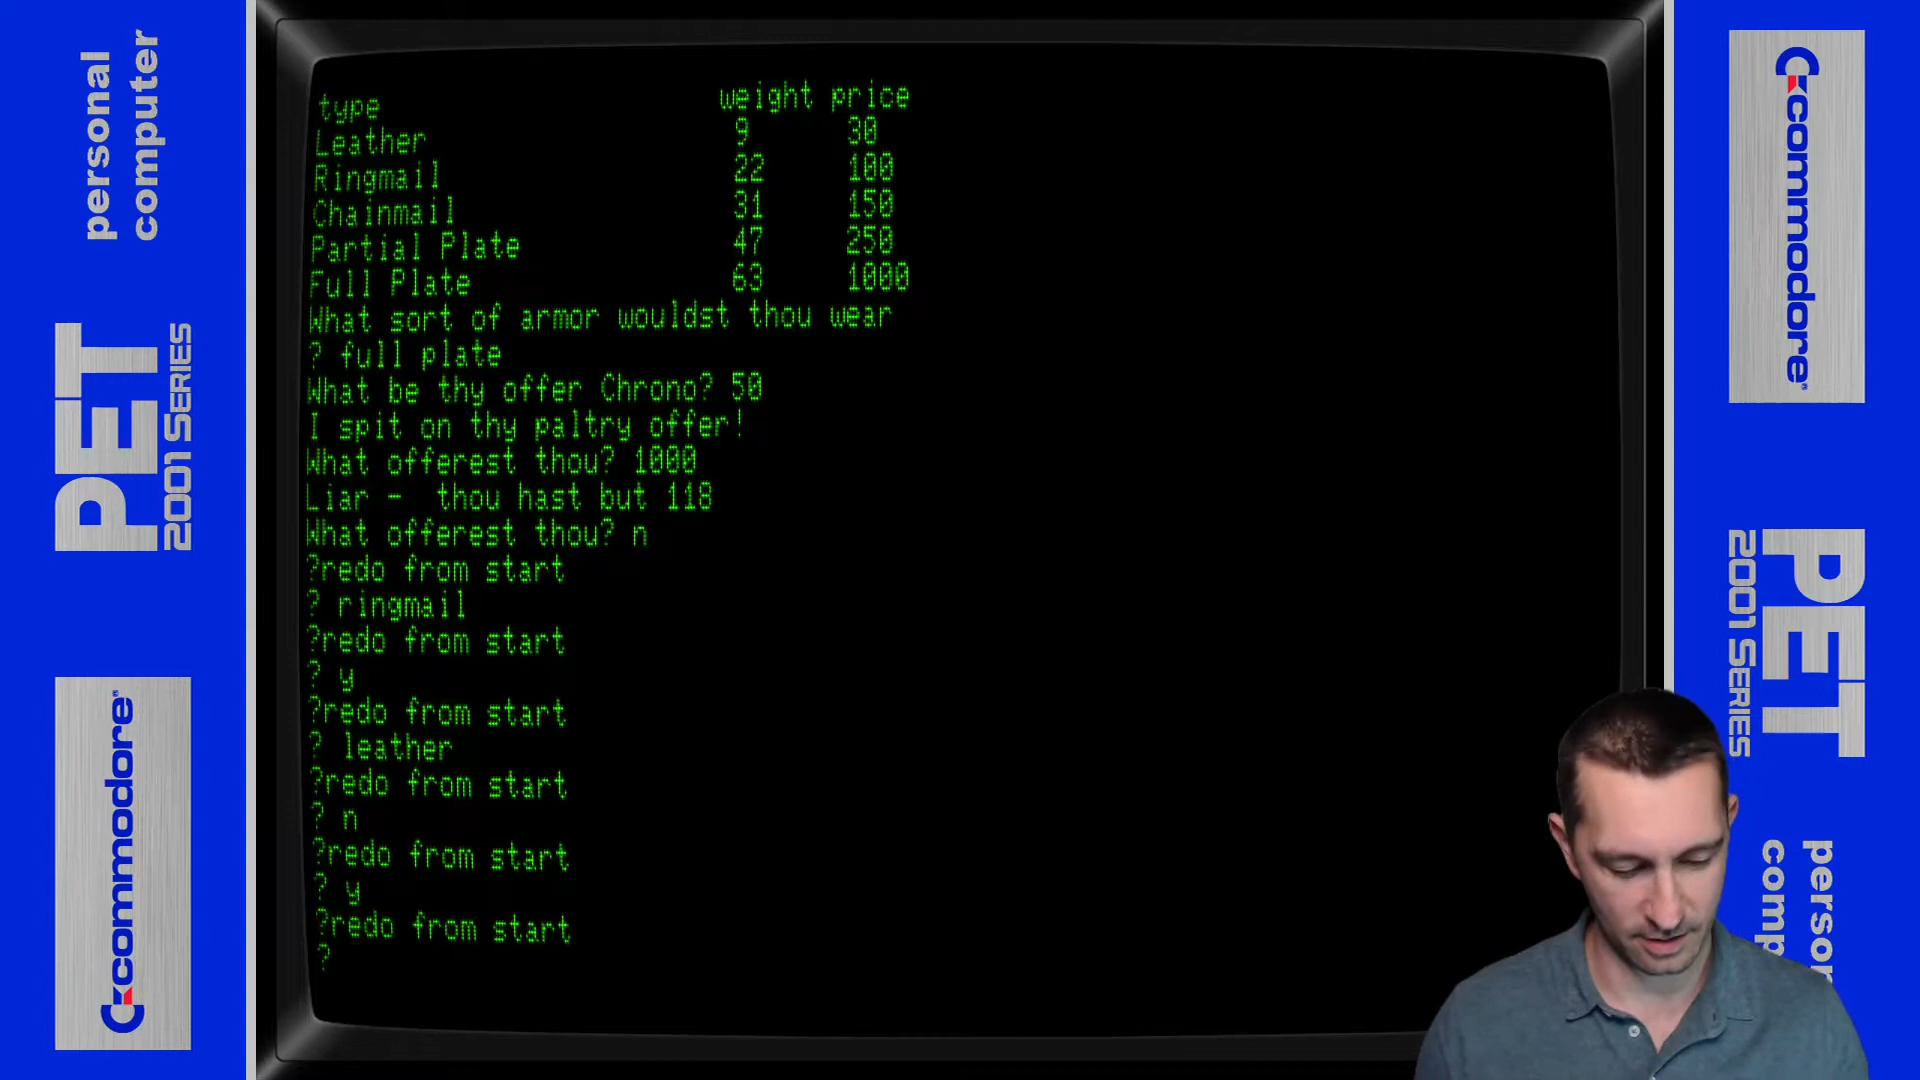 personal
computer
PET
2001 SERIES
commodore®
type weight price
Leather 9 30
Ringmail 22 100
Chainmail 31 150
Partial Plate 47 250
Full Plate 63 1000
What sort of armor wouldst thou wear
? full plate
What be thy offer Chrono? 50
I spit on thy paltry offer!
What offerest thou? 1000
Liar - thou hast but 118
What offerest thou? n
?redo from start
? ringmail
?redo from start
? y
?redo from start
? leather
?redo from start
? n
?redo from start
? y
?redo from start
?
commodore®
PET
2001 SERIES
person
comp